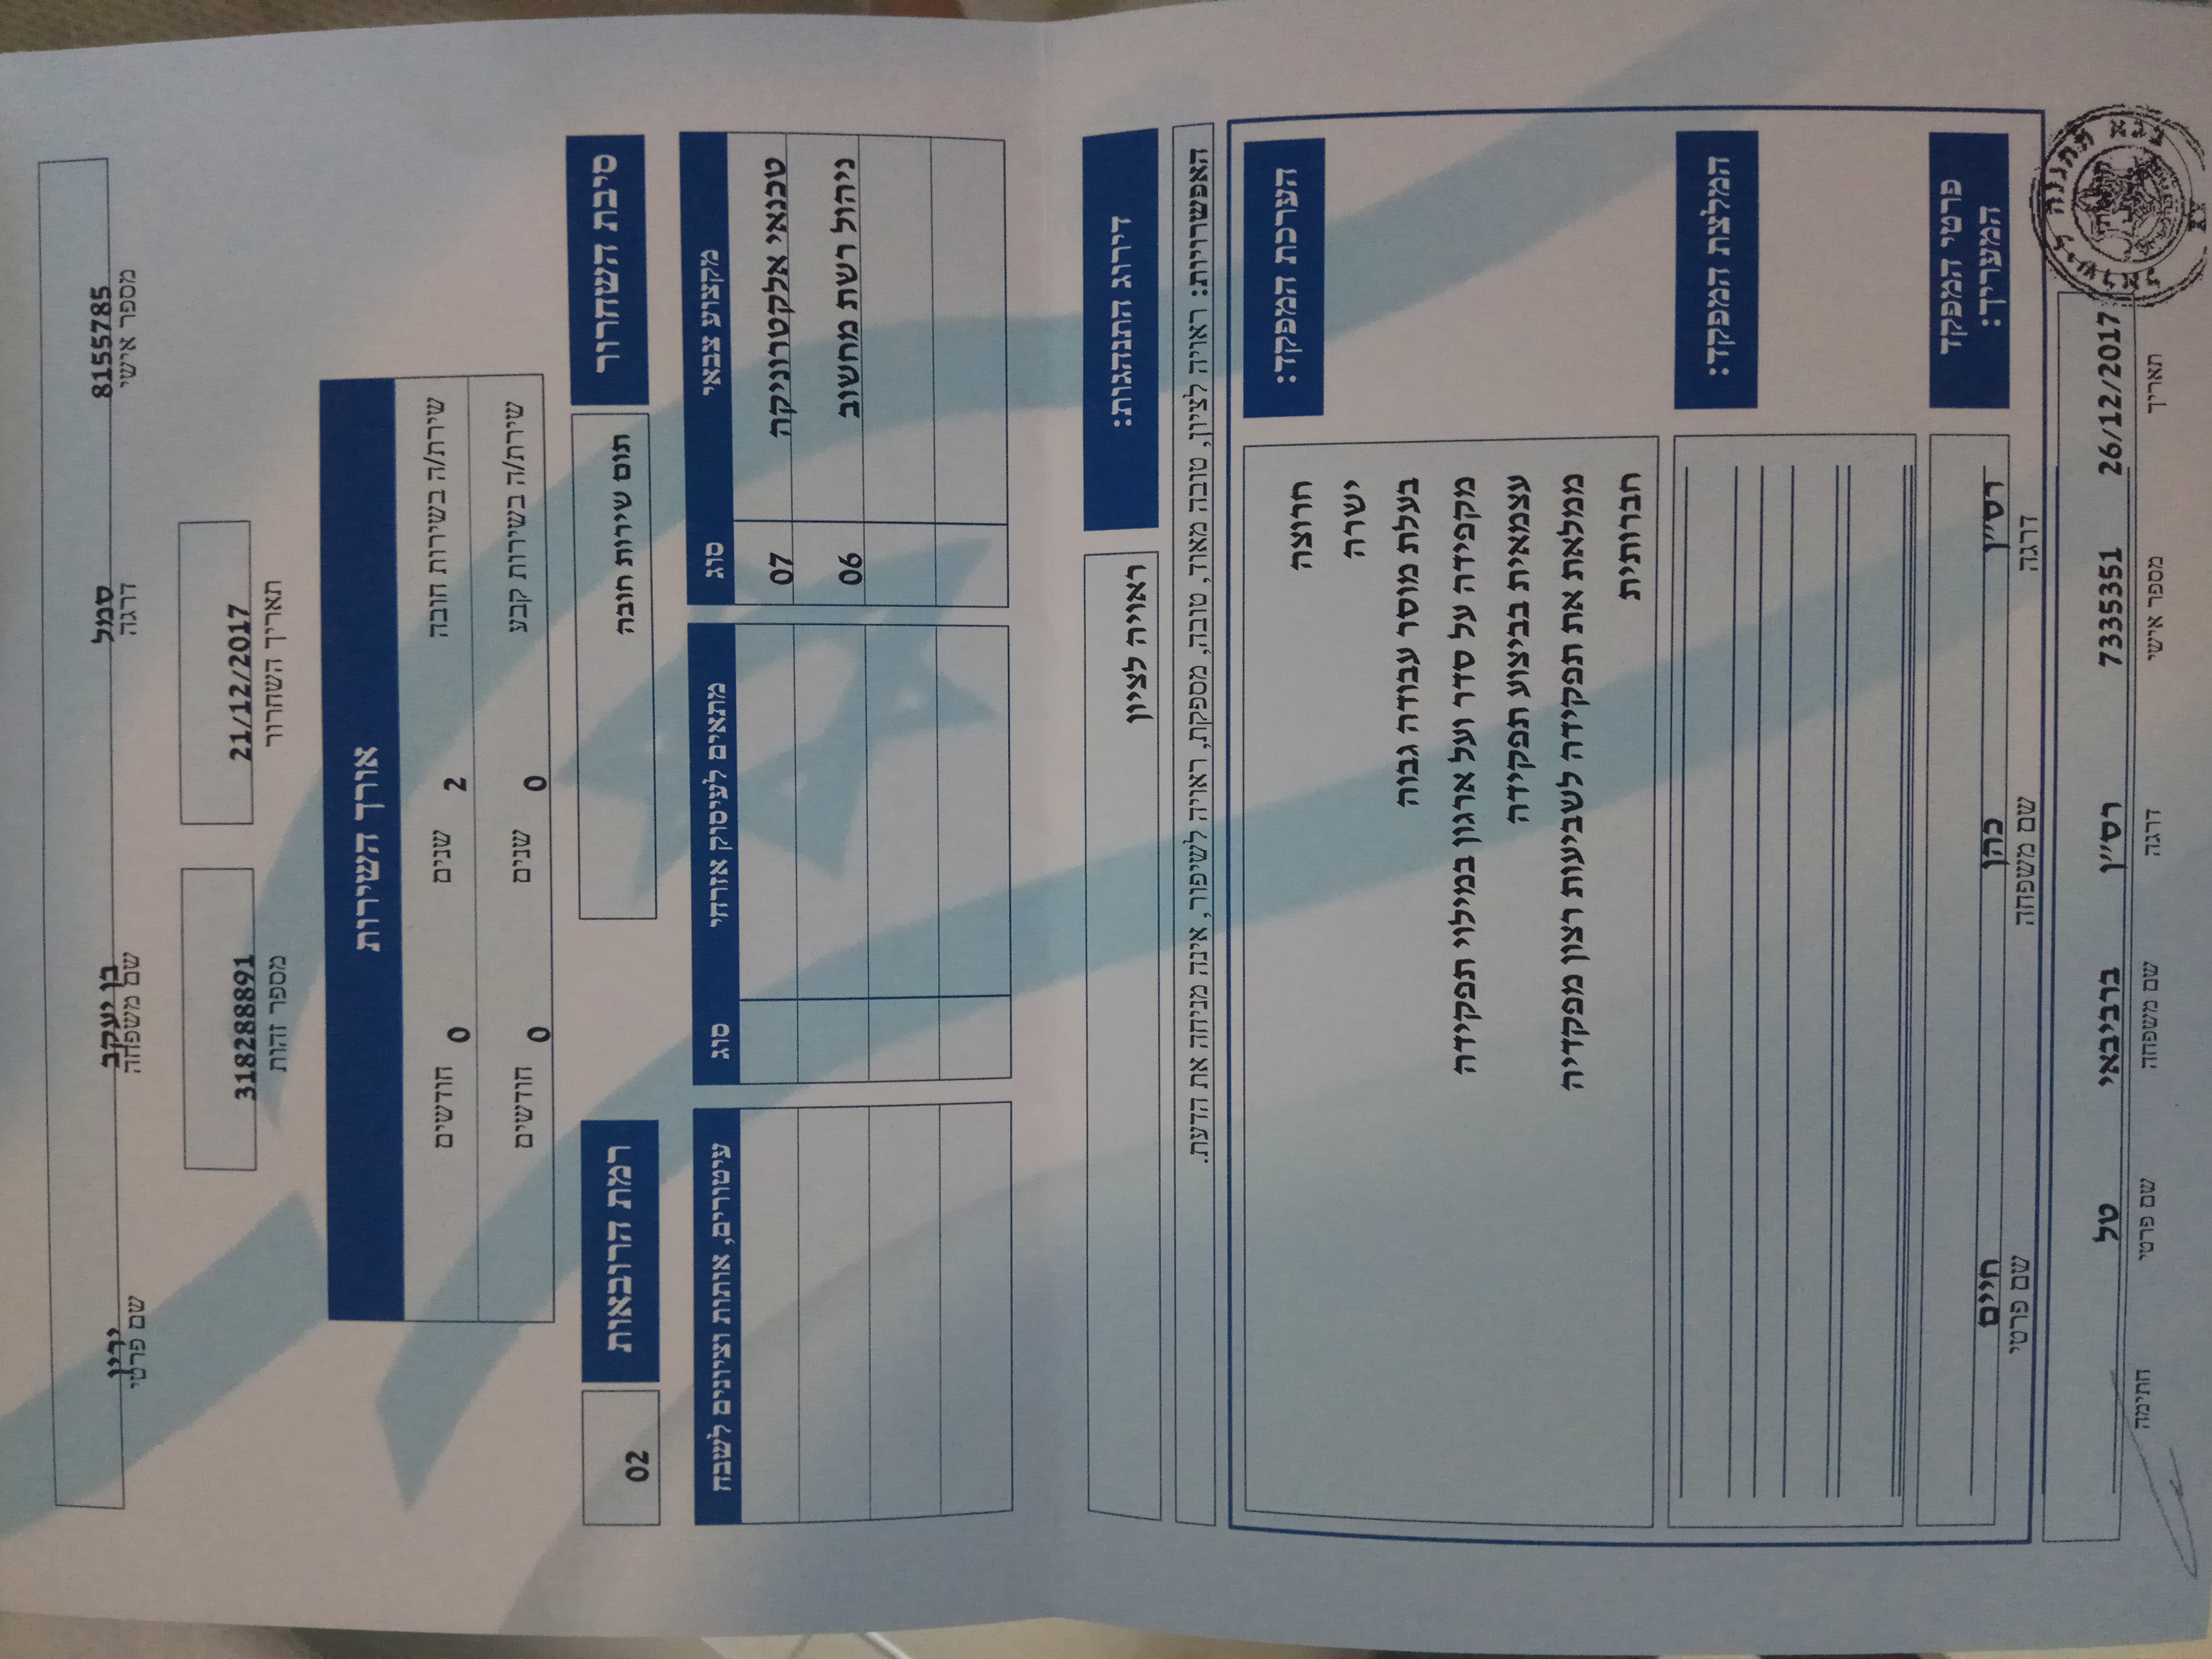 8155785 סמל בן יעקב ירין
מספר אישי דרגה שם משפחה שם פרטי
21/12/2017 318288891
תאריך השחרור מספר זהות
אורך השירות
שירת/ה בשירות חובה 2 שנים 0 חודשים
שירת/ה בשירות קבע 0 שנים 0 חודשים
סיבת השחרור תום שירות חובה רמת הרובאות 02
מקצוע צבאי סוג מתאים לעיסוק אזרחי סוג עיטורים, אותות וציונים לשבח
טכנאי אלקטרוניקה 07
ניהול רשת מחשוב 06
דירוג התנהגות: ראויה לציון
האפשרויות: ראויה לציון, טובה מאוד, טובה, מספקת, ראויה לשיפור, אינה מניחה את הדעת.
הערכת המפקד:
חרוצה
ישרה
בעלת מוסר עבודה גבוה
מקפידה על סדר ועל ארגון במילוי תפקידה
עצמאית בביצוע תפקידה
ממלאת את תפקידה לשביעות רצון מפקדיה
חברותית
המלצת המפקד:
פרטי המפקד
המעריך:
רס״ן כהן חיים
דרגה שם משפחה שם פרטי
26/12/2017 7335351 רס״ן ברביבאי טל
תאריך מספר אישי דרגה שם משפחה שם פרטי חתימה